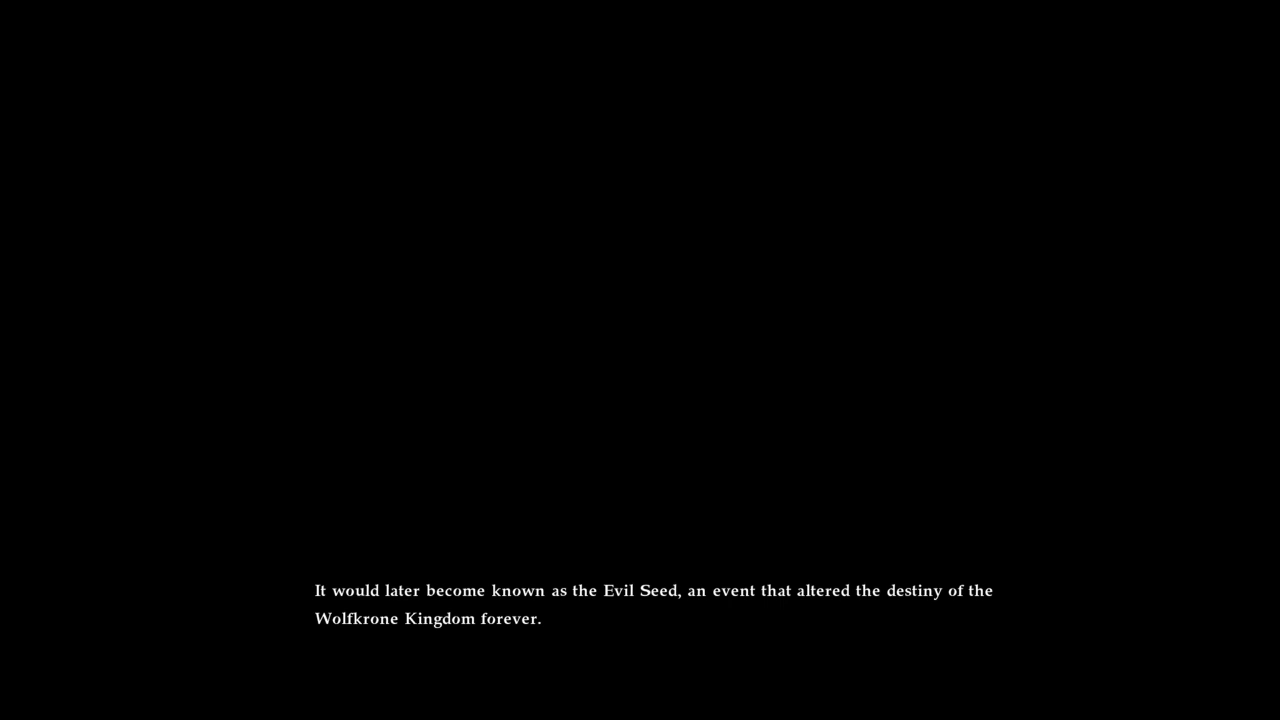 It would later become known as the Evil Seed, an event that altered the destiny of the
Wolfkrone Kingdom forever.